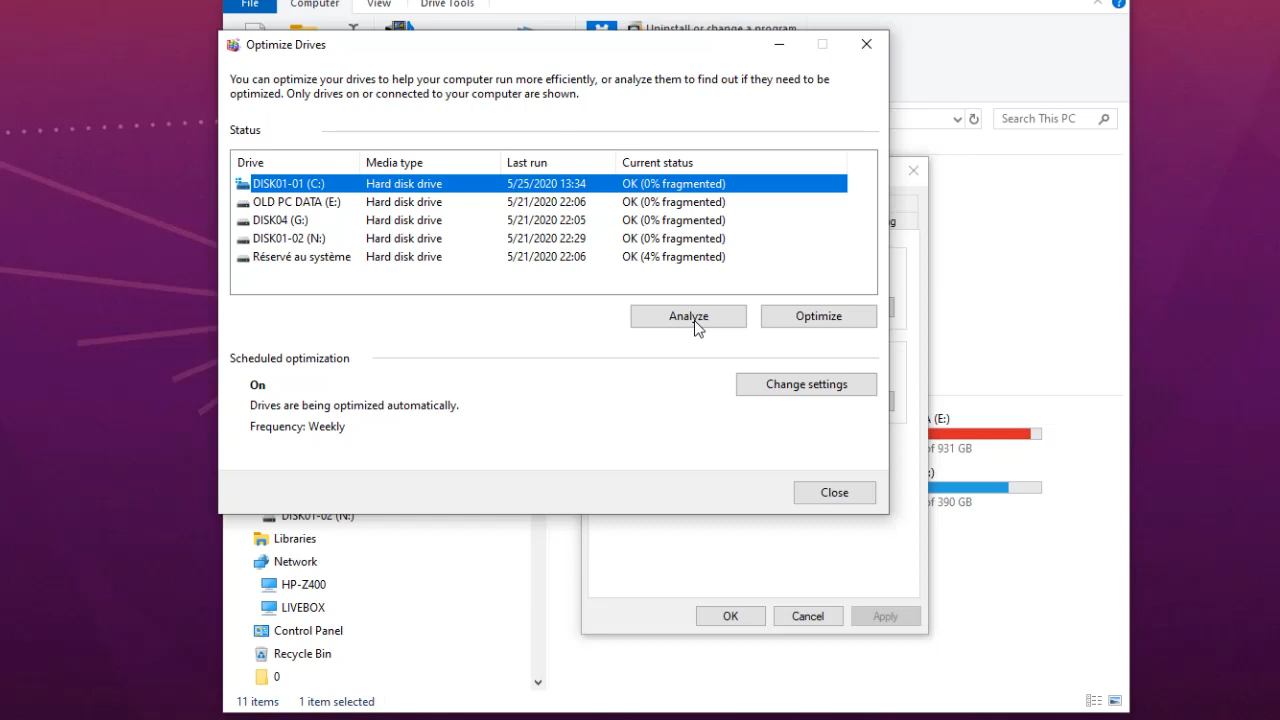 File Computer View Drive Tools
Uninstall or change a program
Optimize Drives
You can optimize your drives to help your computer run more efficiently, or analyze them to find out if they need to be
optimized. Only drives on or connected to your computer are shown.
Search This PC
Status
Drive Media type Last run Current status
DISK01-01 (C:) Hard disk drive 5/25/2020 13:34 OK (0% fragmented)
OLD PC DATA (E:) Hard disk drive 5/21/2020 22:06 OK (0% fragmented)
DISK04 (G:) Hard disk drive 5/21/2020 22:05 OK (0% fragmented)
DISK01-02 (N:) Hard disk drive 5/21/2020 22:29 OK (0% fragmented)
Réservé au système Hard disk drive 5/21/2020 22:06 OK (4% fragmented)
Analyze Optimize
Scheduled optimization
On
Change settings
Drives are being optimized automatically.
Frequency: Weekly
(E:)
of 931 GB
of 390 GB
Close
DISK01-02 (N:)
Libraries
Network
HP-Z400
LIVEBOX
OK Cancel Apply
Control Panel
Recycle Bin
0
11 items 1 item selected